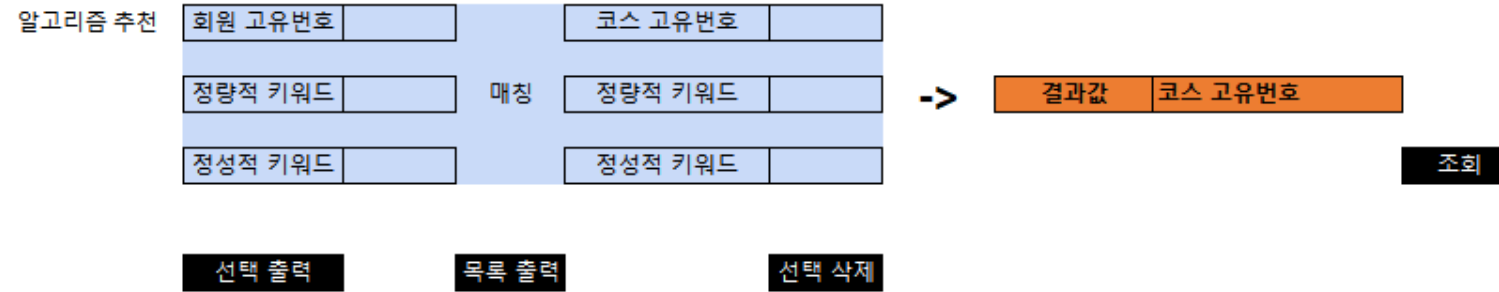 알고리즘 추천 회원 고유번호 코스 고유번호
정량적 키워드 매칭 정량적 키워드 -> 결과값 코스 고유번호
정성적 키워드 정성적 키워드 조회
선택 출력 목록 출력 선택 삭제